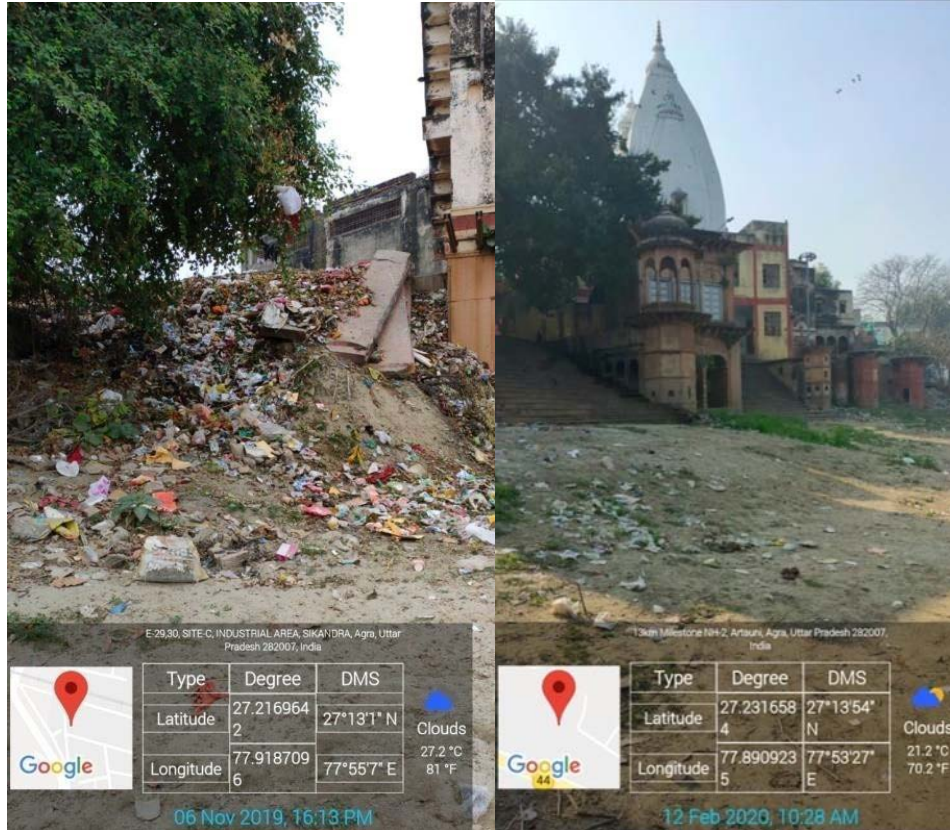 E-29,30, SITE C, INDUSTRIAL AREA, SIKANDRA, Agra, Uttar
Pradesh 282007, India
Type Degree DMS
Latitude 27.216964
2 27°13'1" N
Longitude 77.918709
6 77°55'7" E
Google
Clouds
27.2 °C
81 °F
06 Nov 2019, 16:13 PM
13km Milestone NH-2, Artauni, Agra, Uttar Pradesh 282007,
India
Type Degree DMS
Latitude 27.231658
4 27°13'54"
N
Longitude 77.890923
5 77°53'27"
E
Google
44
Clouds
21.2 °C
70.2 °F
12 Feb 2020, 10:28 AM